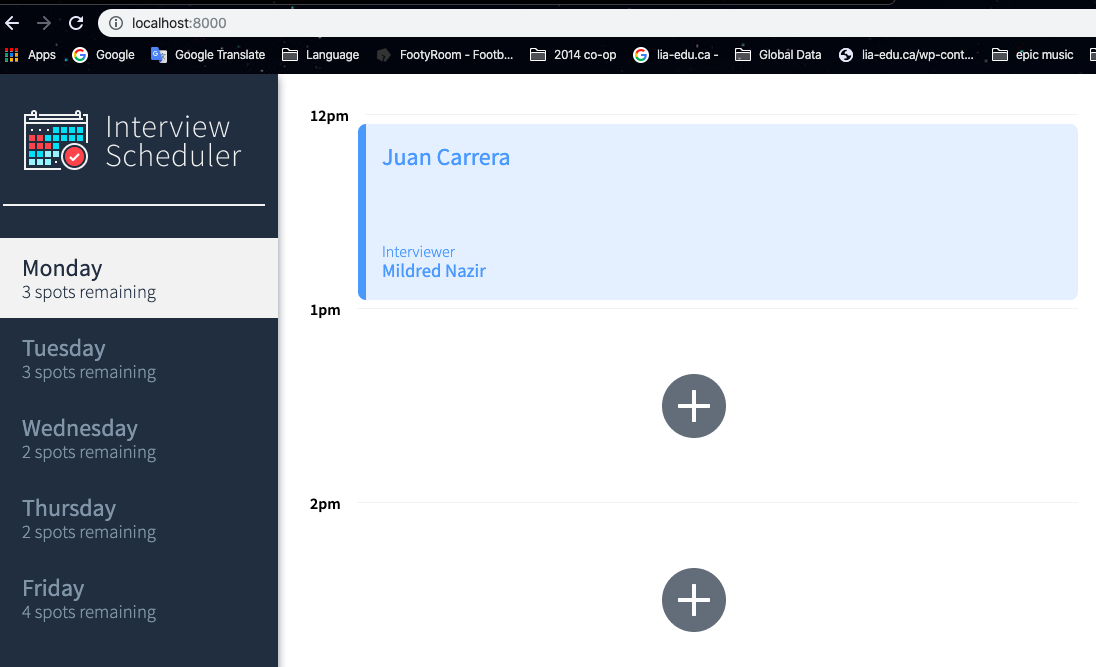 localhost:8000
Apps
Google
Google Translate
Language
FootyRoom - Footb...
2014 co-op
lia-edu.ca -
Global Data
lia-edu.ca/wp-cont...
epic music
Interview
Scheduler
Monday
3 spots remaining
Tuesday
3 spots remaining
Wednesday
2 spots remaining
Thursday
2 spots remaining
Friday
4 spots remaining
12pm
Juan Carrera
Interviewer
Mildred Nazir
1pm
2pm